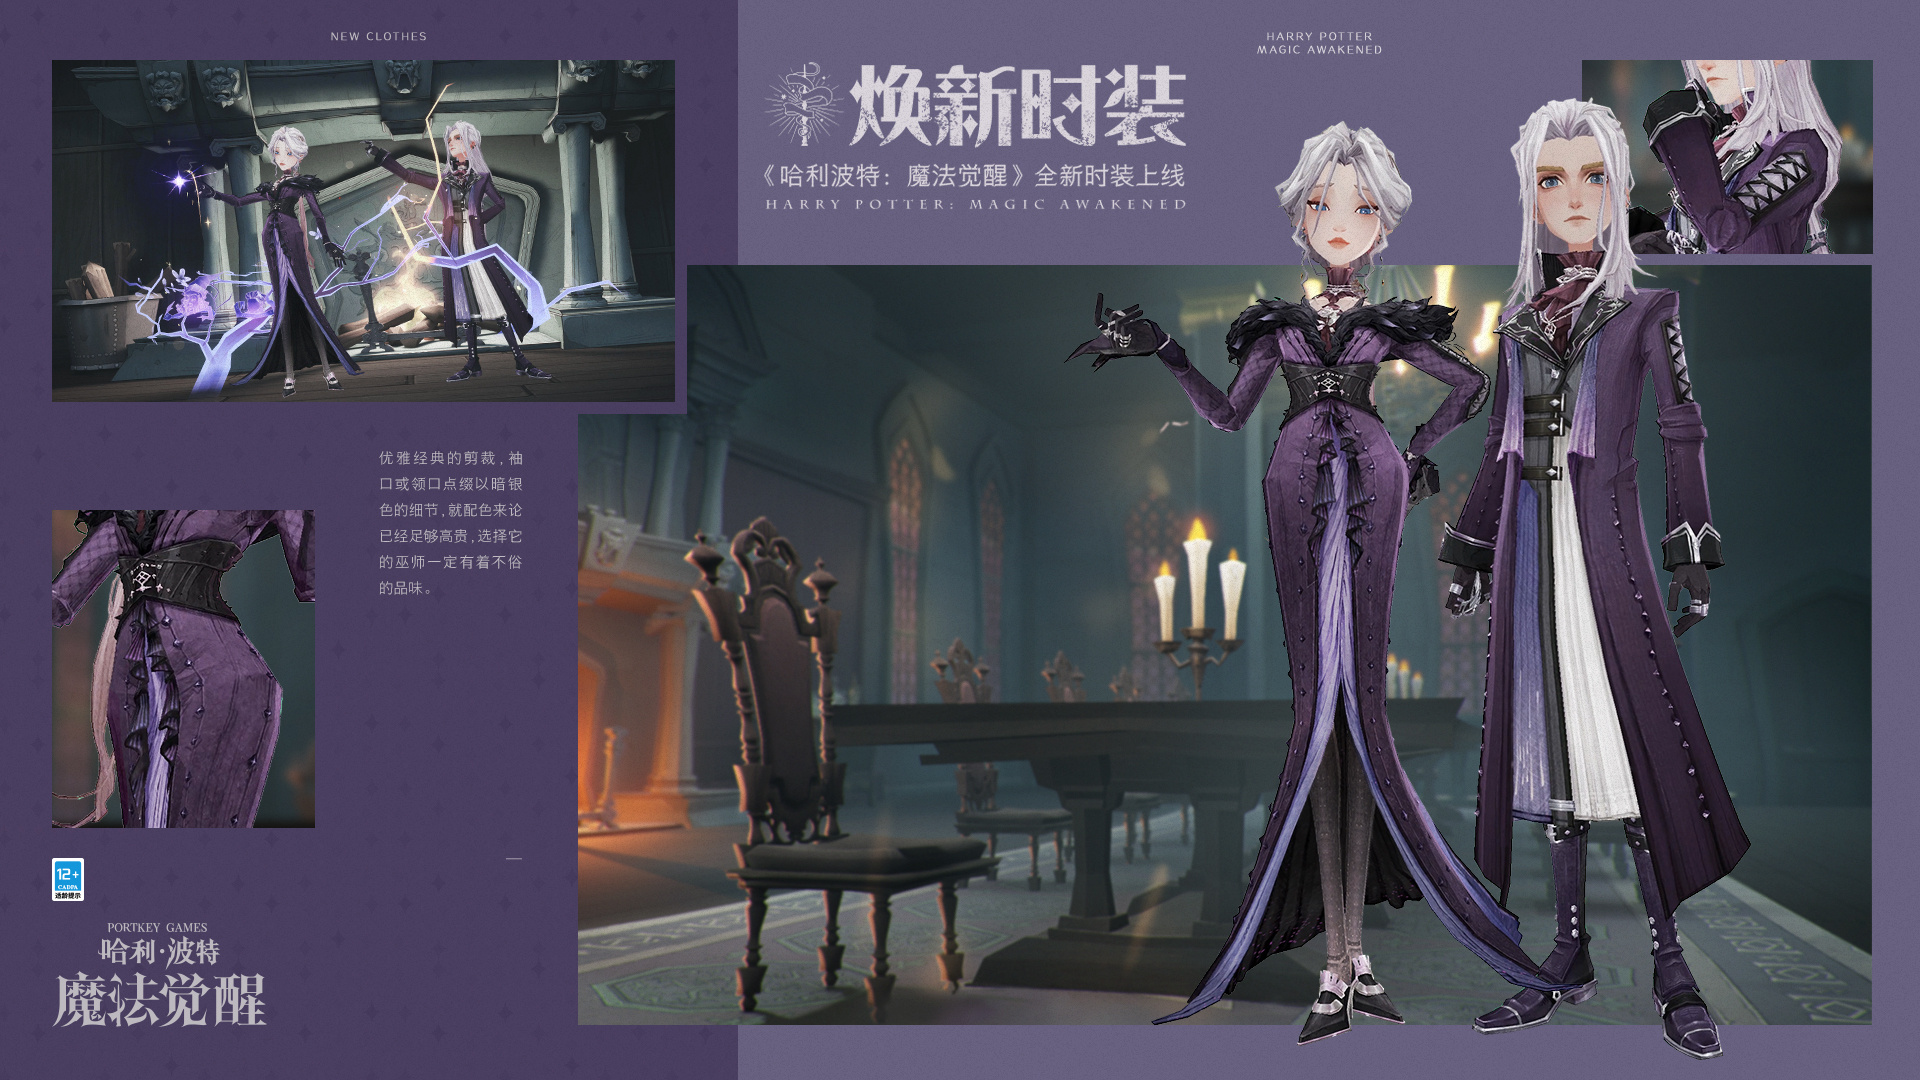 NEW CLOTHES
HARRY POTTER
MAGIC AWAKENED
焕新时装
《哈利波特：魔法觉醒》全新时装上线
HARRY POTTER: MAGIC AWAKENED
优雅经典的剪裁，袖
口或领口点缀以暗银
色的细节，就配色来论
已经足够高贵，选择它
的巫师一定有着不俗
的品味。
12+
CADPA
适龄提示
PORTKEY GAMES
哈利·波特
魔法觉醒